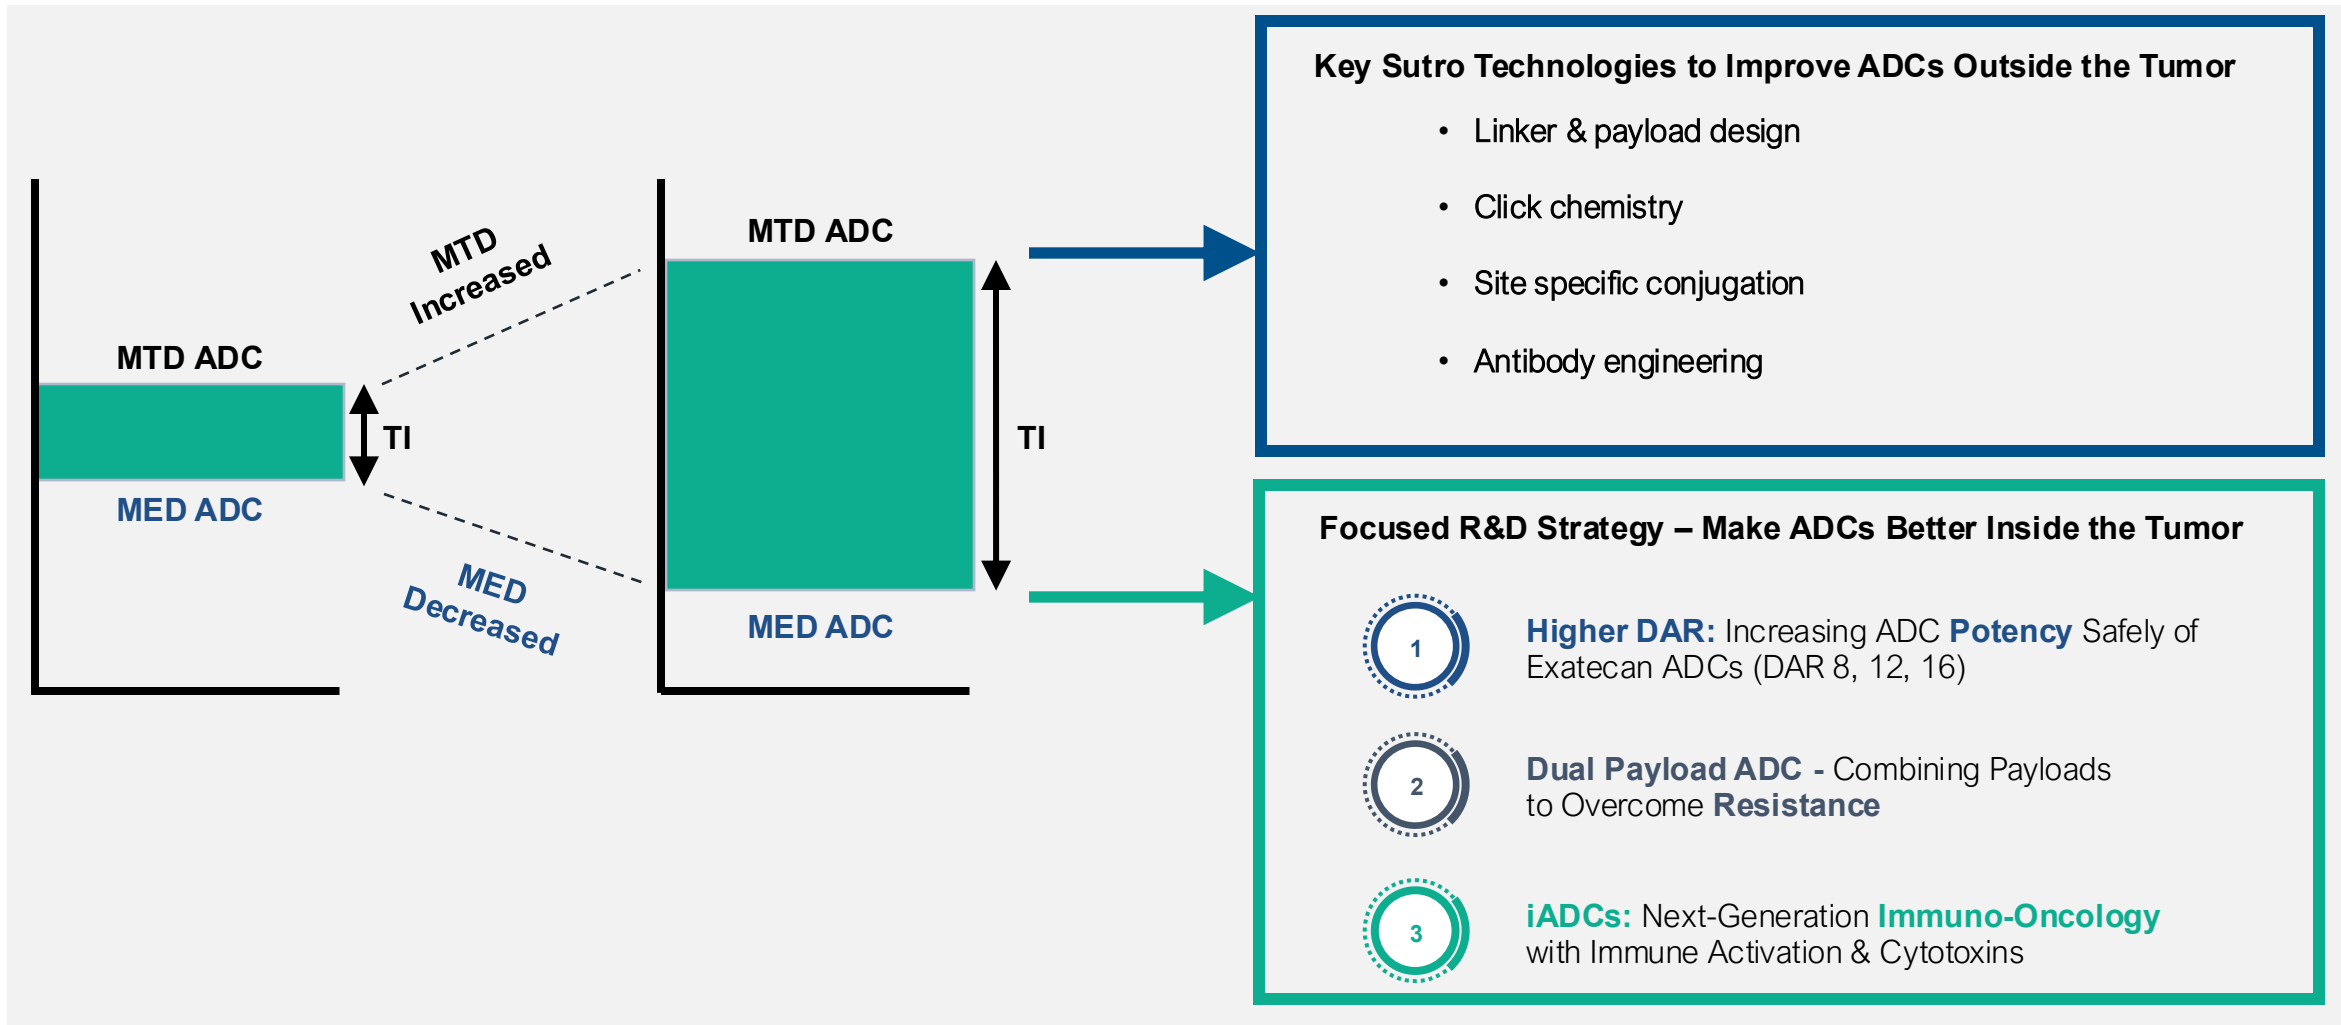 MTD ADC
TI
MED ADC
MTD
Increased
MED
Decreased
MTD ADC
TI
MED ADC
Key Sutro Technologies to Improve ADCs Outside the Tumor
• Linker & payload design
• Click chemistry
• Site specific conjugation
• Antibody engineering
Focused R&D Strategy – Make ADCs Better Inside the Tumor
1
Higher DAR: Increasing ADC Potency Safely of
Exatecan ADCs (DAR 8, 12, 16)
2
Dual Payload ADC - Combining Payloads
to Overcome Resistance
3
iADCs: Next-Generation Immuno-Oncology
with Immune Activation & Cytotoxins